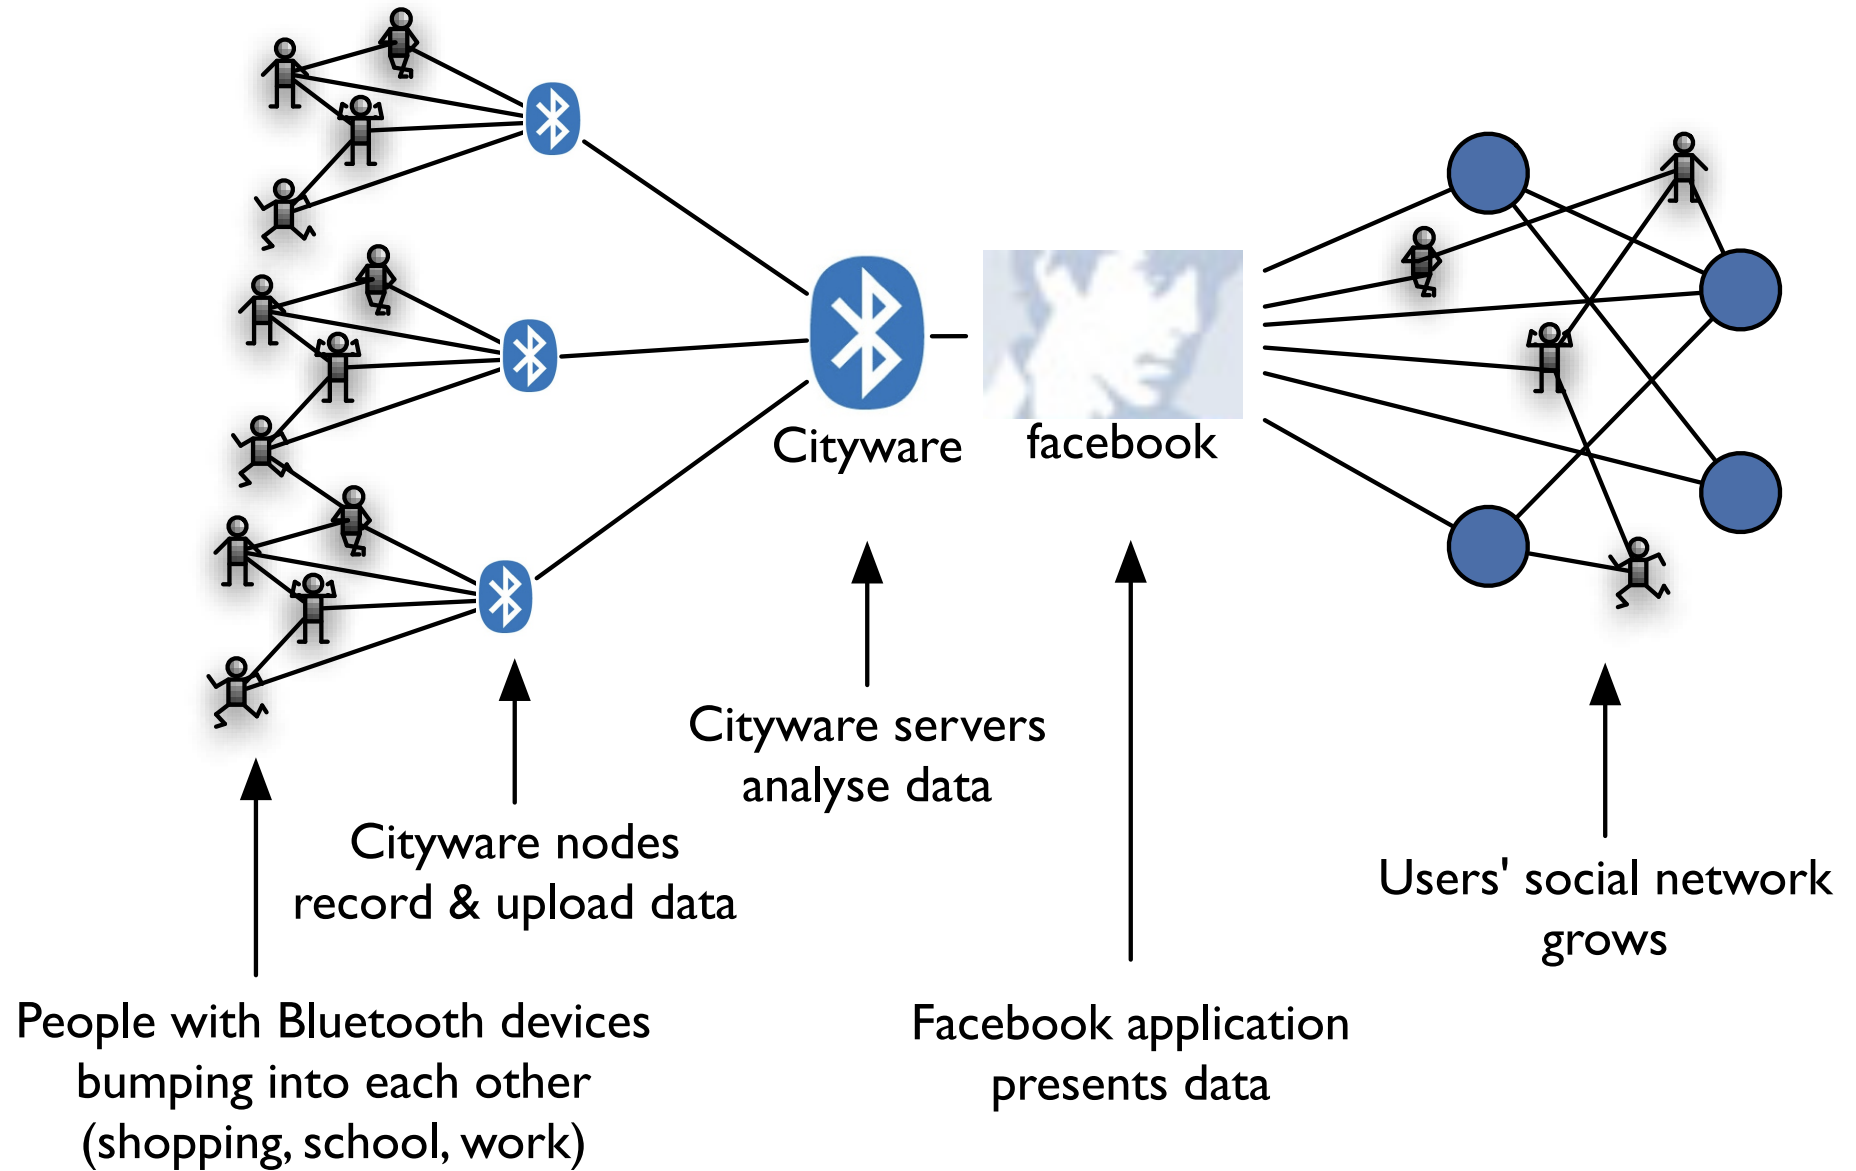 Cityware
facebook
Cityware servers
analyse data
Cityware nodes
record & upload data
Users' social network
grows
People with Bluetooth devices
bumping into each other
(shopping, school, work)
Facebook application
presents data